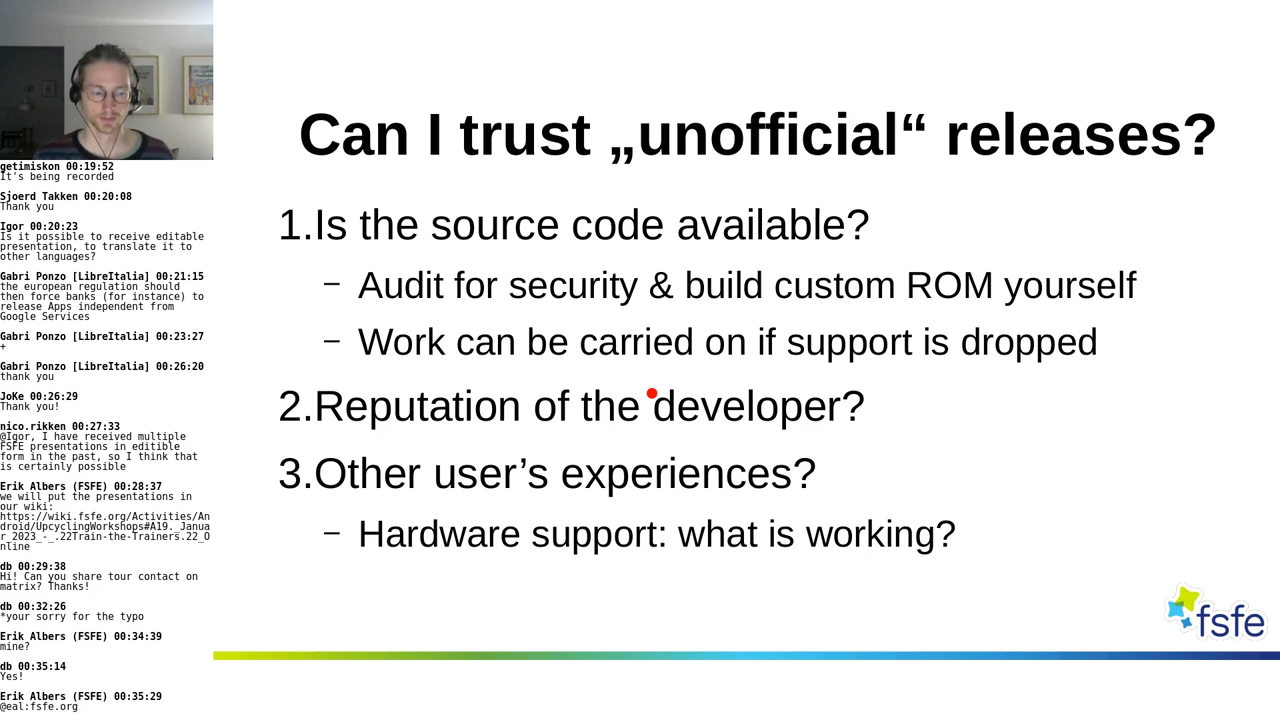 getimiskon 00:19:52
It's being recorded
Sjoerd Takken 00:20:08
Thank you
Igor 00:20:23
Is it possible to receive editable
presentation, to translate it to
other languages?
Gabri Ponzo [LibreItalia] 00:21:15
the european regulation should
then force banks (for instance) to
release Apps independent from
Google Services
Gabri Ponzo [LibreItalia] 00:23:27
+
Gabri Ponzo [LibreItalia] 00:26:20
thank you
JoKe 00:26:29
Thank you!
nico.rikken 00:27:33
@Igor, I have received multiple
FSFE presentations in editible
form in the past, so I think that
is certainly possible
Erik Albers (FSFE) 00:28:37
we will put the presentations in
our wiki:
https://wiki.fsfe.org/Activities/An
droid/UpcyclingWorkshops#A19._Janua
r_2023_-_.22Train-the-Trainers.22_O
nline
db 00:29:38
Hi! Can you share tour contact on
matrix? Thanks!
db 00:32:26
*your sorry for the typo
Erik Albers (FSFE) 00:34:39
mine?
db 00:35:14
Yes!
Erik Albers (FSFE) 00:35:29
@eal:fsfe.org
Can I trust „unofficial“ releases?
1.Is the source code available?
– Audit for security & build custom ROM yourself
– Work can be carried on if support is dropped
2.Reputation of the developer?
3.Other user’s experiences?
– Hardware support: what is working?
fsfe